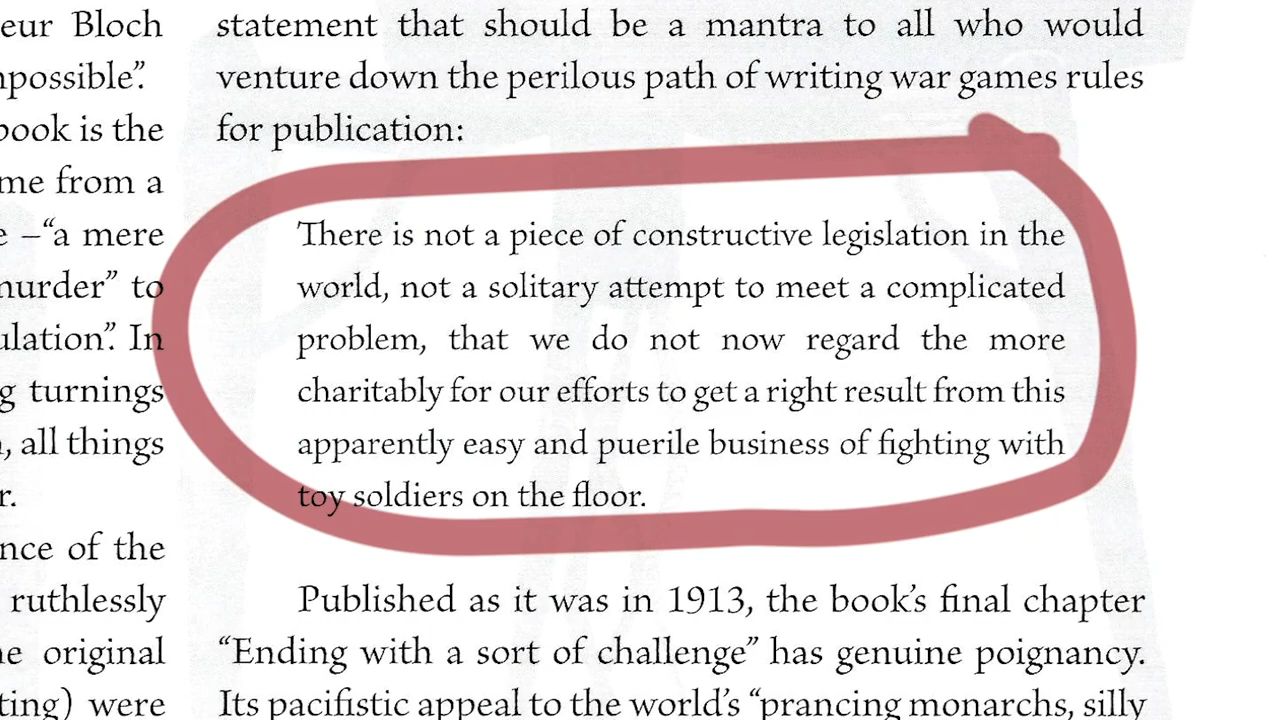 eur Bloch
npossible”.
book is the
me from a
e –“a mere
nurder” to
ulation”. In
g turnings
, all things
r.
nce of the
ruthlessly
ne original
ting) were
statement that should be a mantra to all who would
venture down the perilous path of writing war games rules
for publication:
There is not a piece of constructive legislation in the
world, not a solitary attempt to meet a complicated
problem, that we do not now regard the more
charitably for our efforts to get a right result from this
apparently easy and puerile business of fighting with
toy soldiers on the floor.
Published as it was in 1913, the book’s final chapter
“Ending with a sort of challenge” has genuine poignancy.
Its pacifistic appeal to the world’s “prancing monarchs, silly